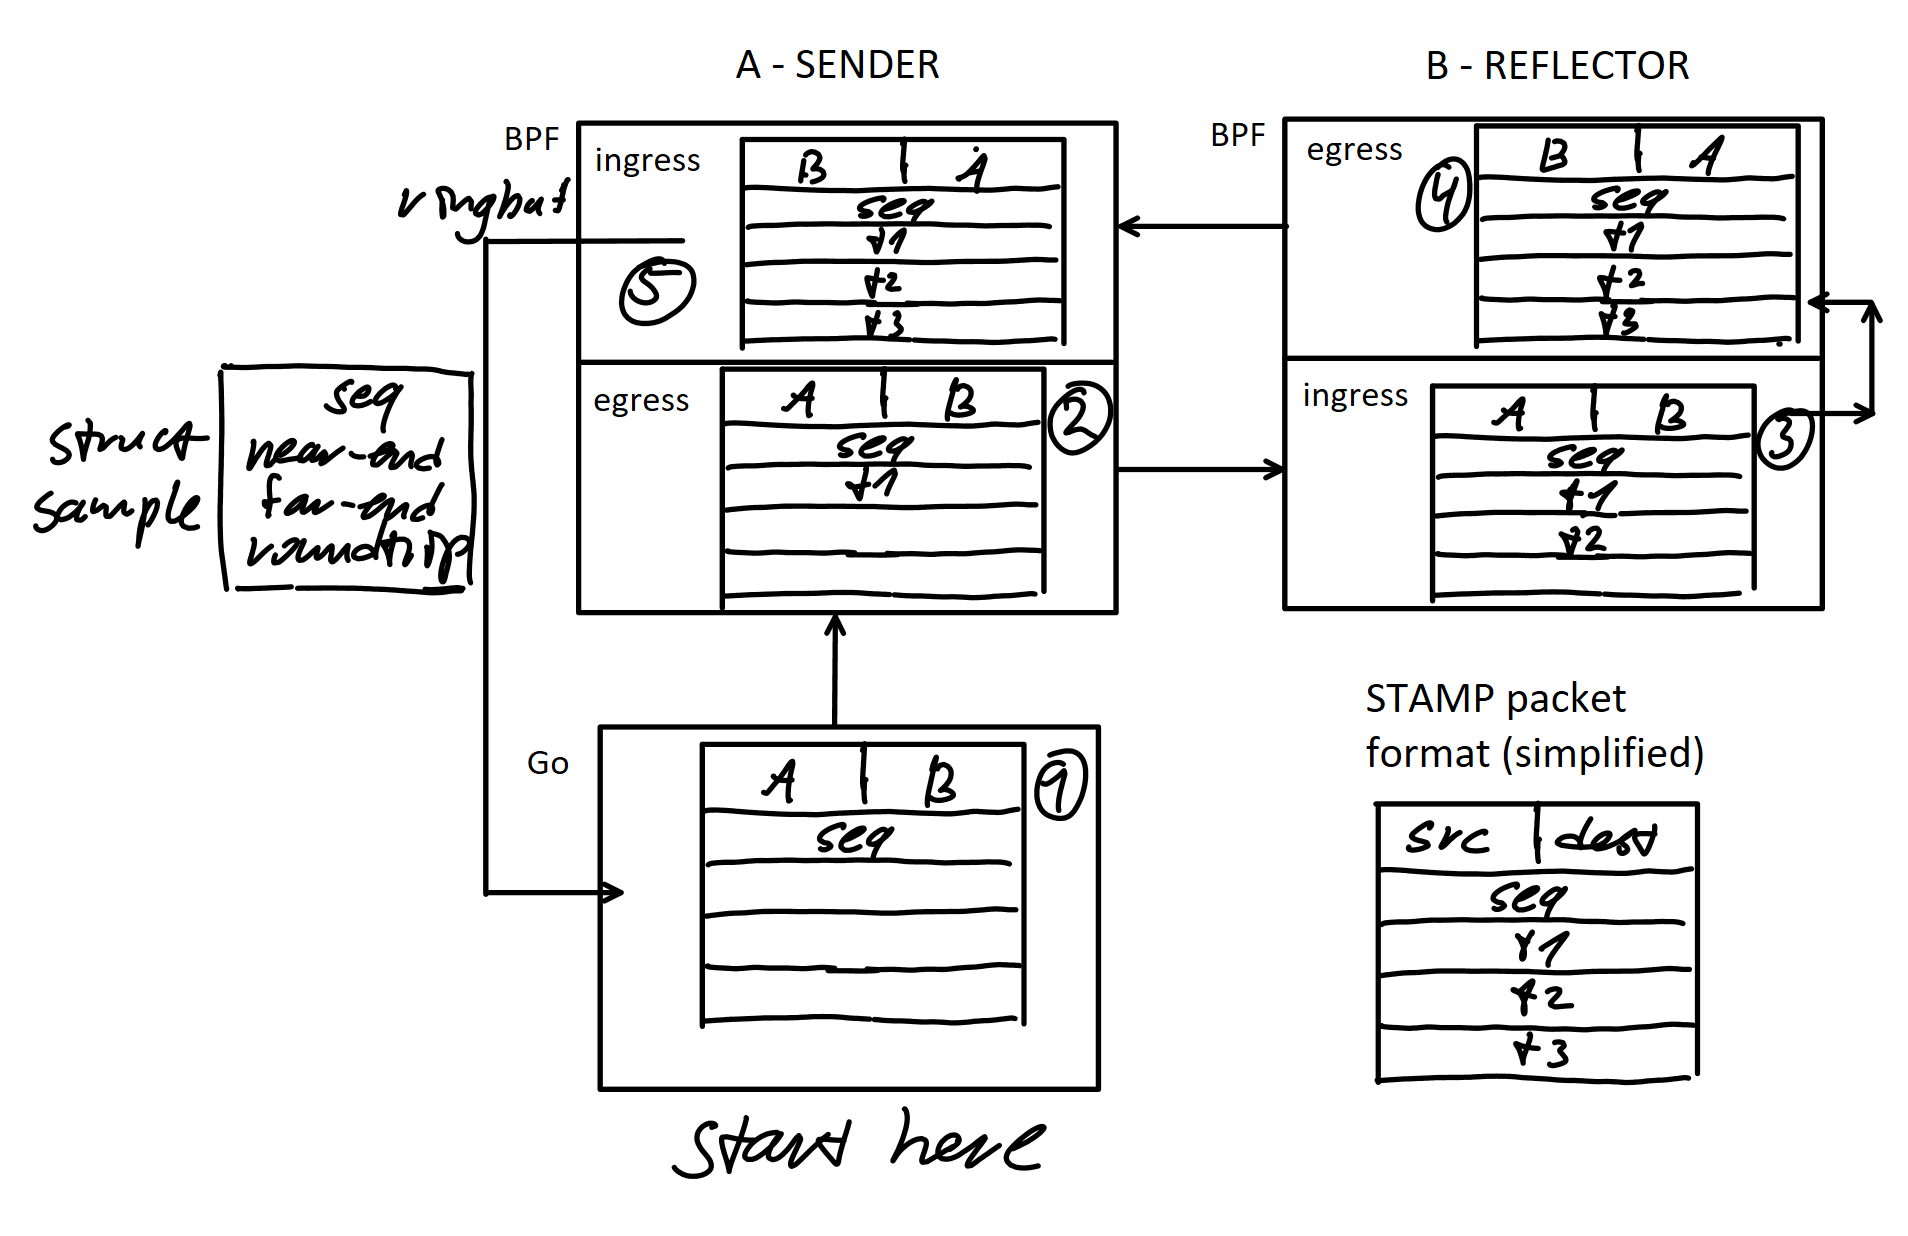 A - SENDER
B - REFLECTOR
BPF
ringbuf
ingress
B | A
seq
t1
t2
t3
5
egress
A | B
seq
t1
2
struct
sample
seq
near-end
far-end
roundtrip
BPF
egress
4
B | A
seq
t1
t2
t3
ingress
A | B
seq
t1
t2
3
Go
A | B
seq
1
start here
STAMP packet
format (simplified)
src | dest
seq
t1
t2
t3